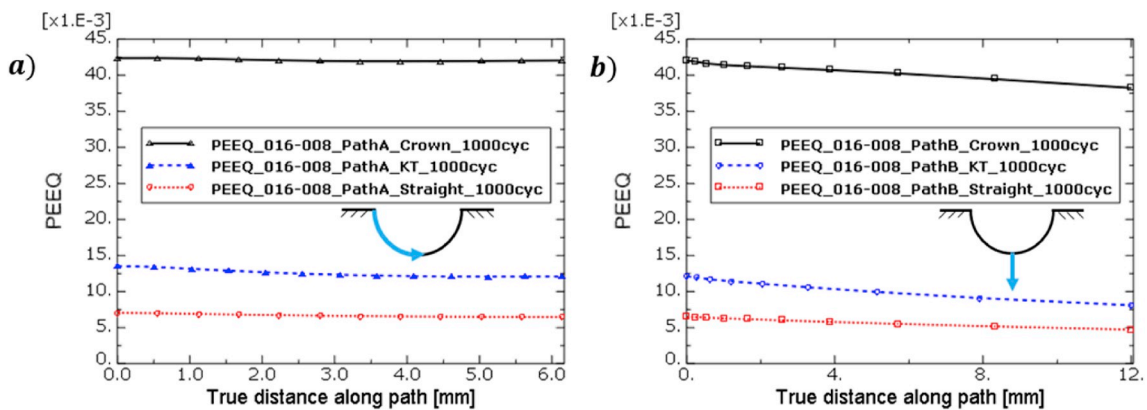 [x1.E-3]
a)
45.
40.
35.
30.
25.
20.
15.
10.
5.
0.
PEEQ
PEEQ_016-008_PathA_Crown_1000cyc
PEEQ_016-008_PathA_KT_1000cyc
PEEQ_016-008_PathA_Straight_1000cyc
0.0 1.0 2.0 3.0 4.0 5.0 6.0
True distance along path [mm]
[x1.E-3]
b)
45.
40.
35.
30.
25.
20.
15.
10.
5.
0.
PEEQ
PEEQ_016-008_PathB_Crown_1000cyc
PEEQ_016-008_PathB_KT_1000cyc
PEEQ_016-008_PathB_Straight_1000cyc
0. 4. 8. 12.
True distance along path [mm]